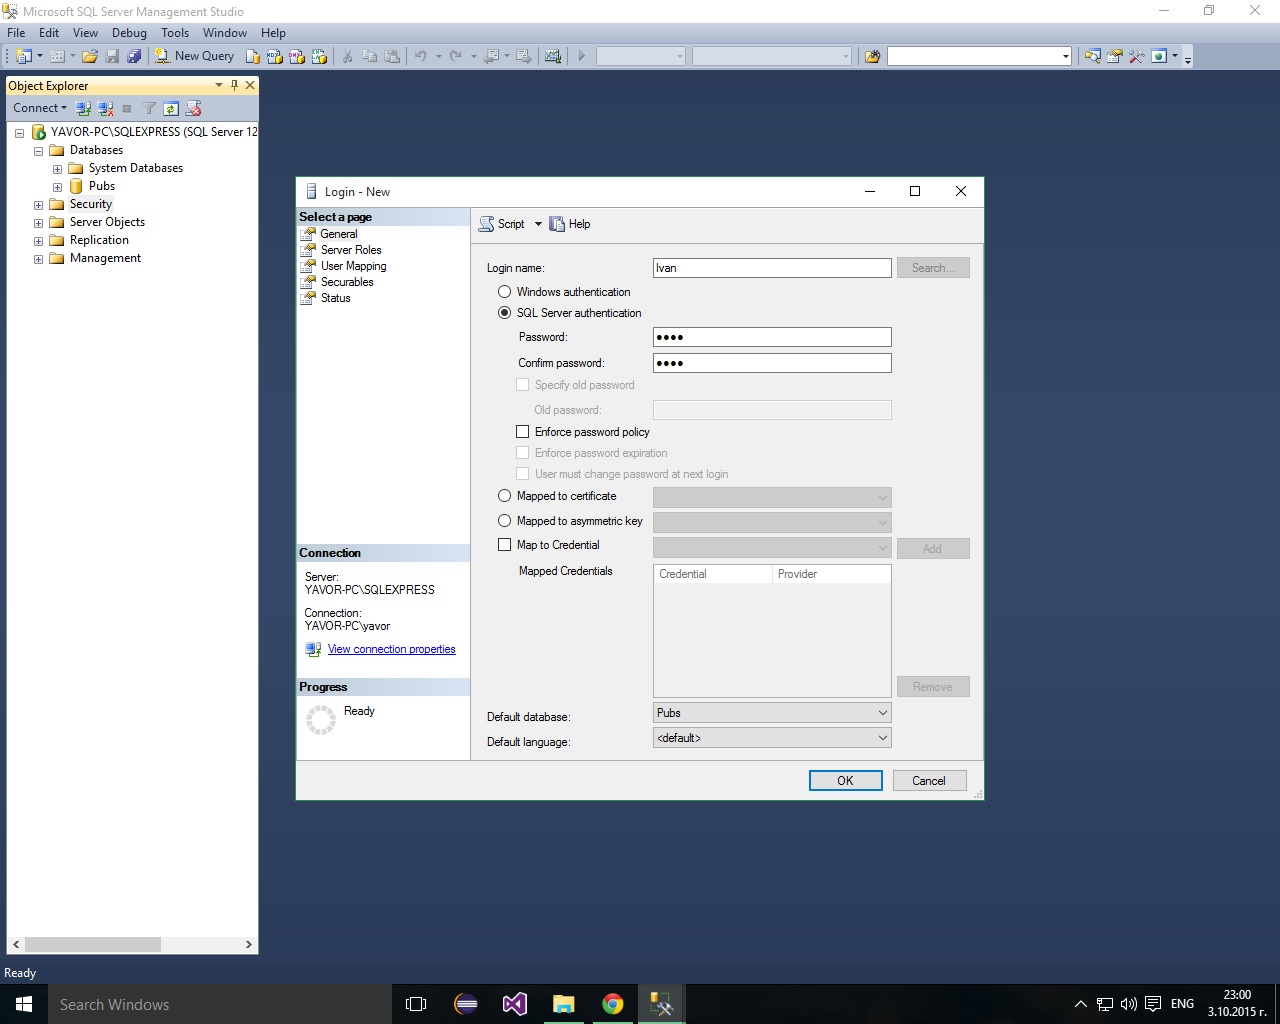 Microsoft SQL Server Management Studio
File Edit View Debug Tools Window Help
New Query
Object Explorer
Connect
YAVOR-PC\SQLEXPRESS (SQL Server 12
Databases
System Databases
Pubs
Security
Server Objects
Replication
Management
Login - New
Select a page
General
Server Roles
User Mapping
Securables
Status
Connection
Server:
YAVOR-PC\SQLEXPRESS
Connection:
YAVOR-PC\yavor
View connection properties
Progress
Ready
Script Help
Login name: Ivan Search...
Windows authentication
SQL Server authentication
Password: ●●●●
Confirm password: ●●●●
Specify old password
Old password:
Enforce password policy
Enforce password expiration
User must change password at next login
Mapped to certificate
Mapped to asymmetric key
Map to Credential Add
Mapped Credentials Credential Provider
Remove
Default database: Pubs
Default language: <default>
OK Cancel
Ready
Search Windows
ENG
23:00
3.10.2015 г.